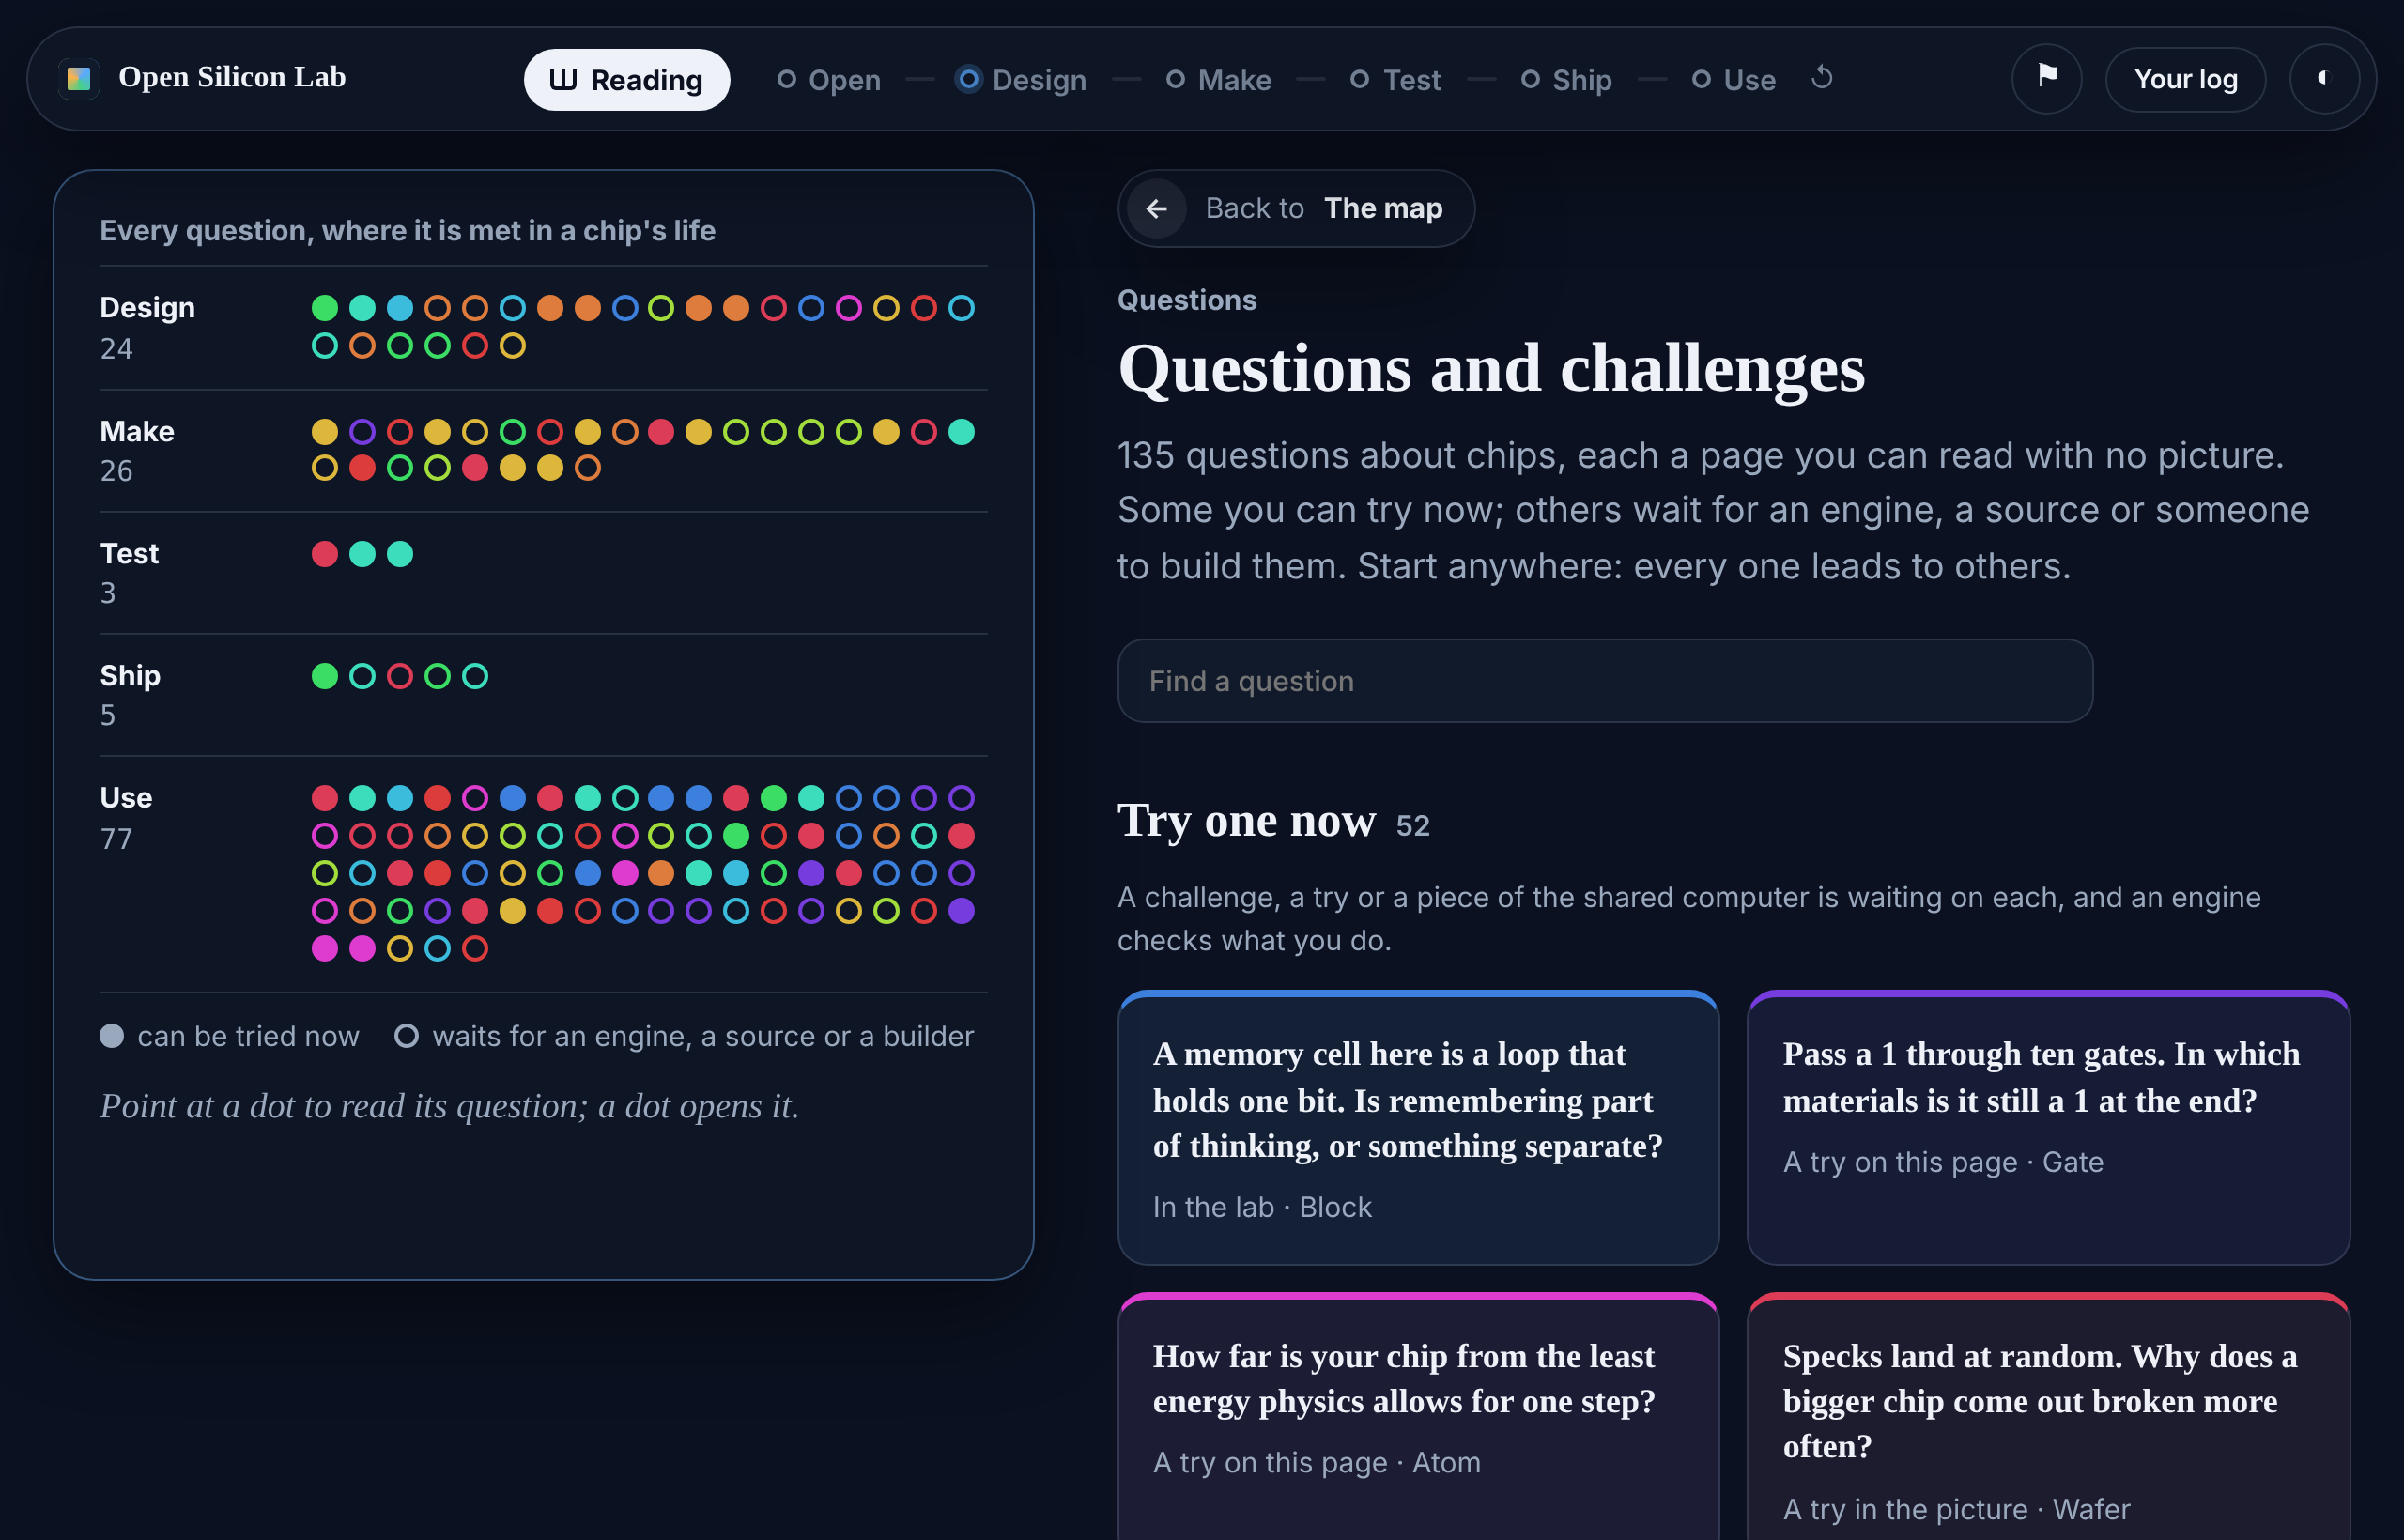 Open Silicon Lab
Reading
Open
Design
Make
Test
Ship
Use
Your log
Every question, where it is met in a chip's life
Design
24
Make
26
Test
3
Ship
5
Use
77
can be tried now
waits for an engine, a source or a builder
Point at a dot to read its question; a dot opens it.
Back to The map
Questions
Questions and challenges
135 questions about chips, each a page you can read with no picture.
Some you can try now; others wait for an engine, a source or someone
to build them. Start anywhere: every one leads to others.
Find a question
Try one now 52
A challenge, a try or a piece of the shared computer is waiting on each, and an engine
checks what you do.
A memory cell here is a loop that
holds one bit. Is remembering part
of thinking, or something separate?
In the lab · Block
Pass a 1 through ten gates. In which
materials is it still a 1 at the end?
A try on this page · Gate
How far is your chip from the least
energy physics allows for one step?
A try on this page · Atom
Specks land at random. Why does a
bigger chip come out broken more
often?
A try in the picture · Wafer